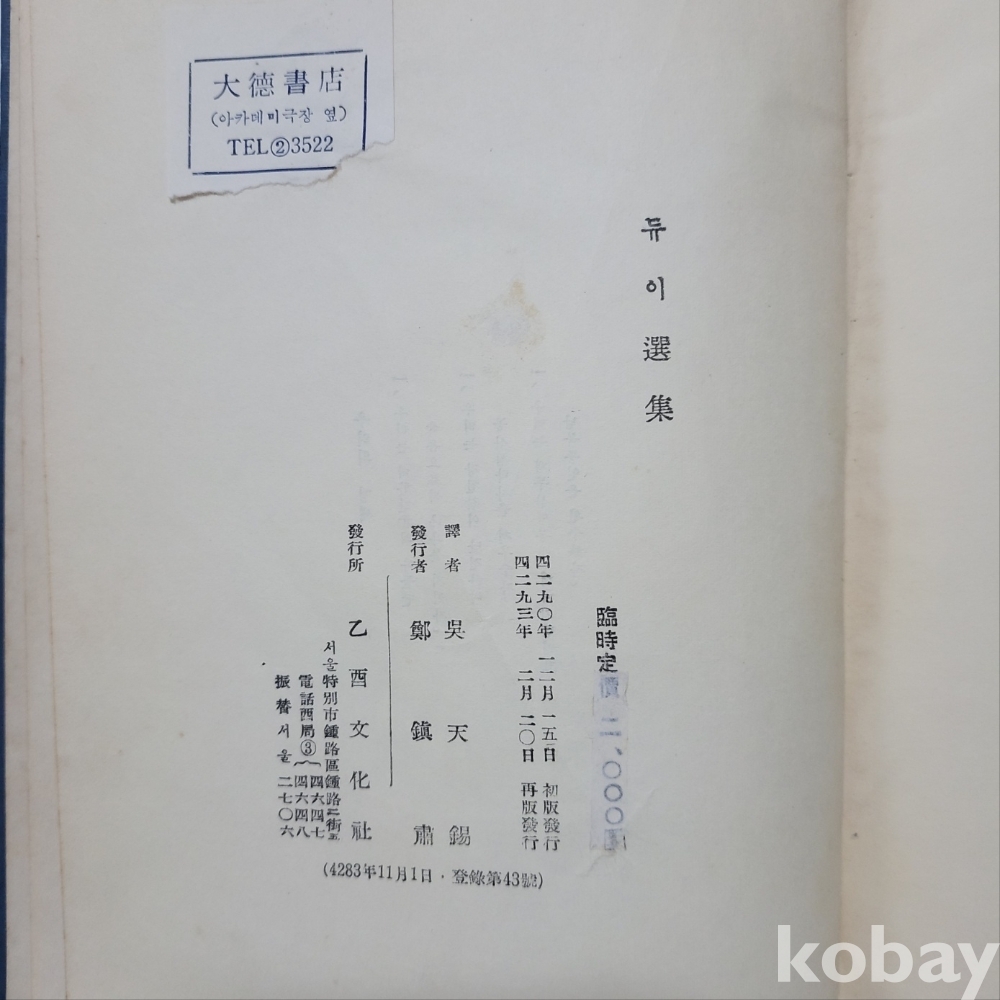 大德書店
(아카데미극장 옆)
TEL②3522
듀이選集
臨時定價 二、〇〇〇圜
四二九〇年 一二月 一五日 初版發行
四二九三年 二月 二〇日 再版發行
譯者 吳天錫
發行者 鄭鎭肅
發行所 乙酉文化社
서울特別市鍾路區鍾路二街五
電話西局③ 四六四七
四六四八
振替서울 二七〇六
(4283年11月1日·登錄第43號)
kobay